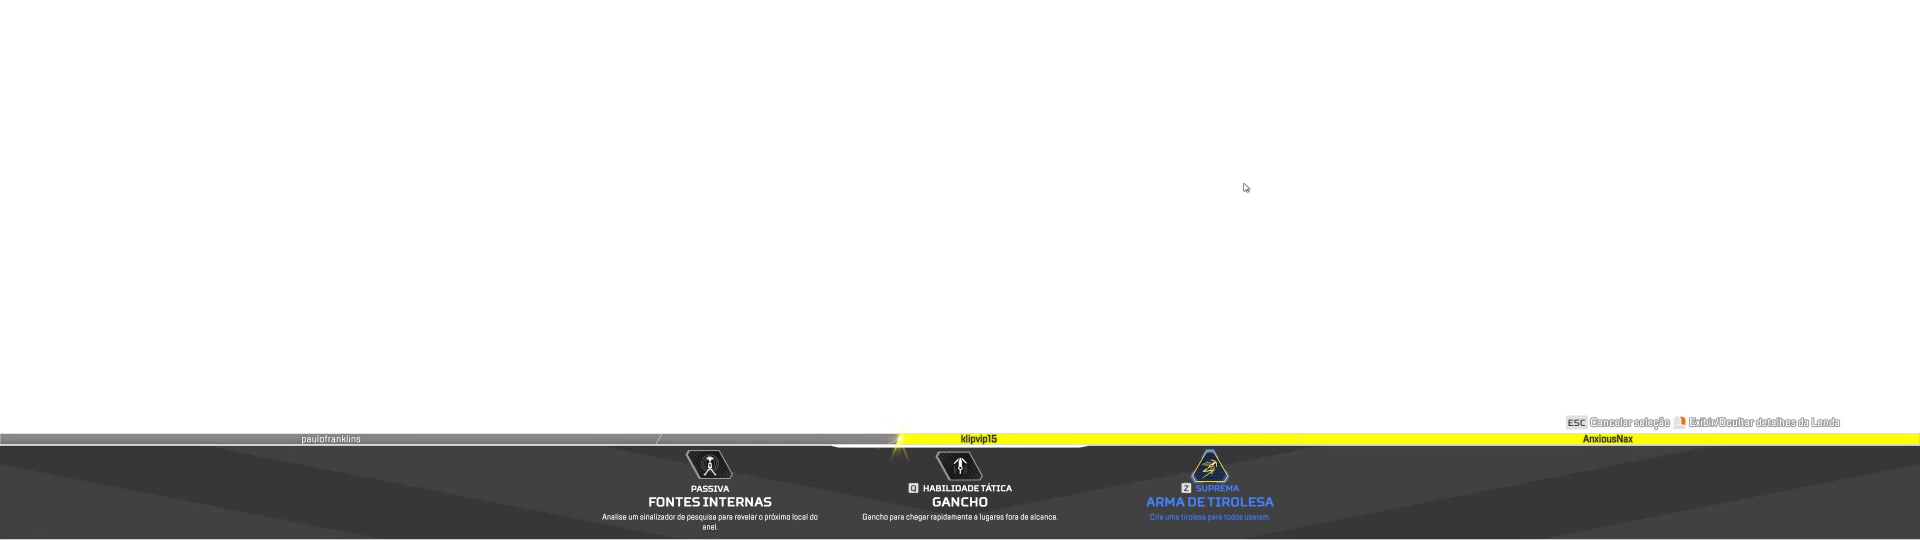 ESC Cancelar seleção Exibir/Ocultar detalhes da Lenda
paulofranklins
klipvip15
AnxiousNax
PASSIVA
FONTES INTERNAS
Analise um sinalizador de pesquisa para revelar o próximo local do
anel.
Q HABILIDADE TÁTICA
GANCHO
Gancho para chegar rapidamente a lugares fora de alcance.
Z SUPREMA
ARMA DE TIROLESA
Cria uma tirolesa para todos usarem.